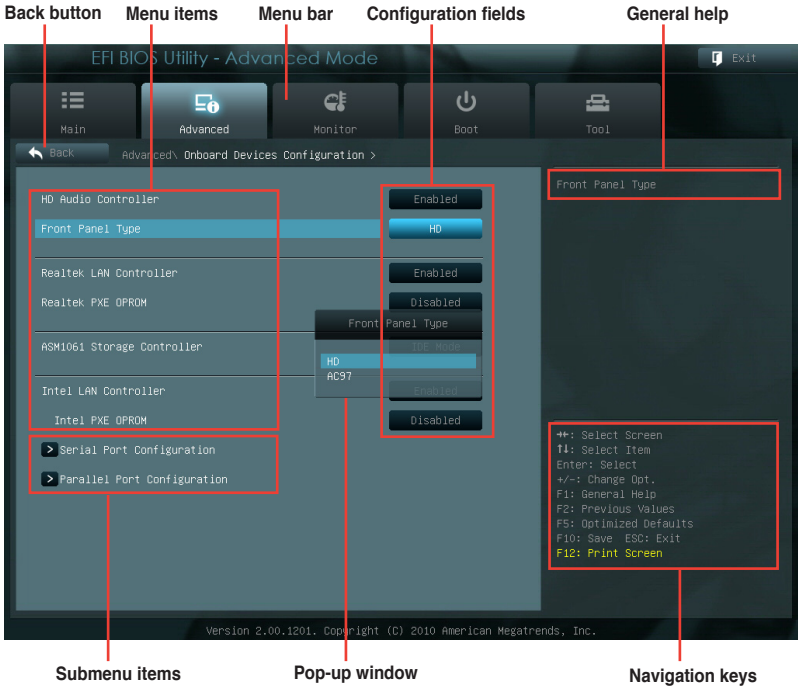 Back button Menu items Menu bar Configuration fields General help
EFI BIOS Utility - Advanced Mode
Exit
Main Advanced Monitor Boot Tool
Back Advanced\ Onboard Devices Configuration >
Front Panel Type
HD Audio Controller Enabled
Front Panel Type HD
Realtek LAN Controller Enabled
Realtek PXE OPROM Disabled
Front Panel Type
ASM1061 Storage Controller IDE Mode
HD
AC97
Intel LAN Controller Enabled
Intel PXE OPROM Disabled
> Serial Port Configuration
> Parallel Port Configuration
→←: Select Screen
↑↓: Select Item
Enter: Select
+/-: Change Opt.
F1: General Help
F2: Previous Values
F5: Optimized Defaults
F10: Save ESC: Exit
F12: Print Screen
Version 2.00.1201. Copyright (C) 2010 American Megatrends, Inc.
Submenu items Pop-up window Navigation keys